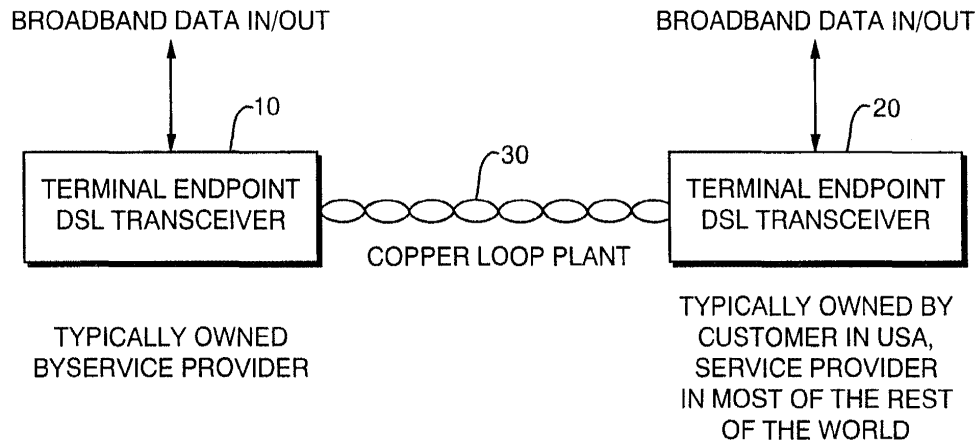 BROADBAND DATA IN/OUT
BROADBAND DATA IN/OUT
10
20
30
TERMINAL ENDPOINT
DSL TRANSCEIVER
TERMINAL ENDPOINT
DSL TRANSCEIVER
COPPER LOOP PLANT
TYPICALLY OWNED
BYSERVICE PROVIDER
TYPICALLY OWNED BY
CUSTOMER IN USA,
SERVICE PROVIDER
IN MOST OF THE REST
OF THE WORLD